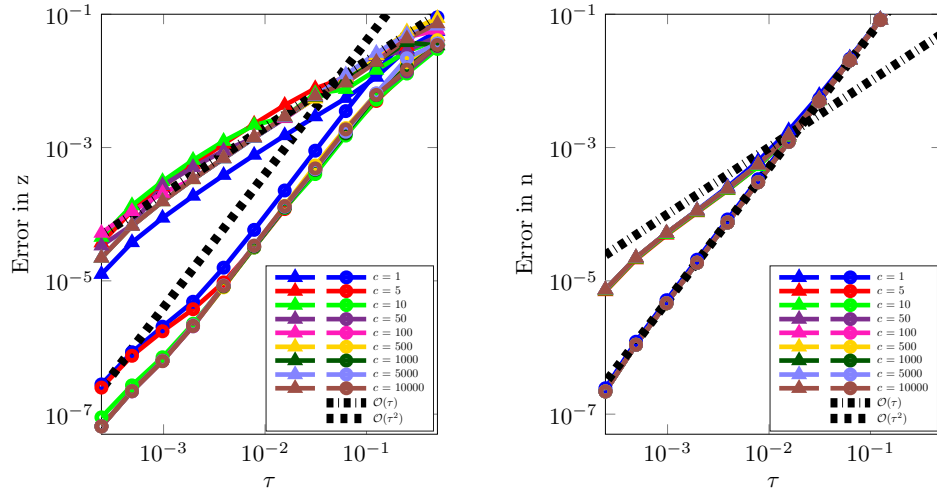 10⁻¹
10⁻³
10⁻⁵
10⁻⁷
Error in z
10⁻³
10⁻²
10⁻¹
τ
c = 1
c = 5
c = 10
c = 50
c = 100
c = 500
c = 1000
c = 5000
c = 10000
𝒪(τ)
𝒪(τ²)
10⁻¹
10⁻³
10⁻⁵
10⁻⁷
Error in n
10⁻³
10⁻²
10⁻¹
τ
c = 1
c = 5
c = 10
c = 50
c = 100
c = 500
c = 1000
c = 5000
c = 10000
𝒪(τ)
𝒪(τ²)